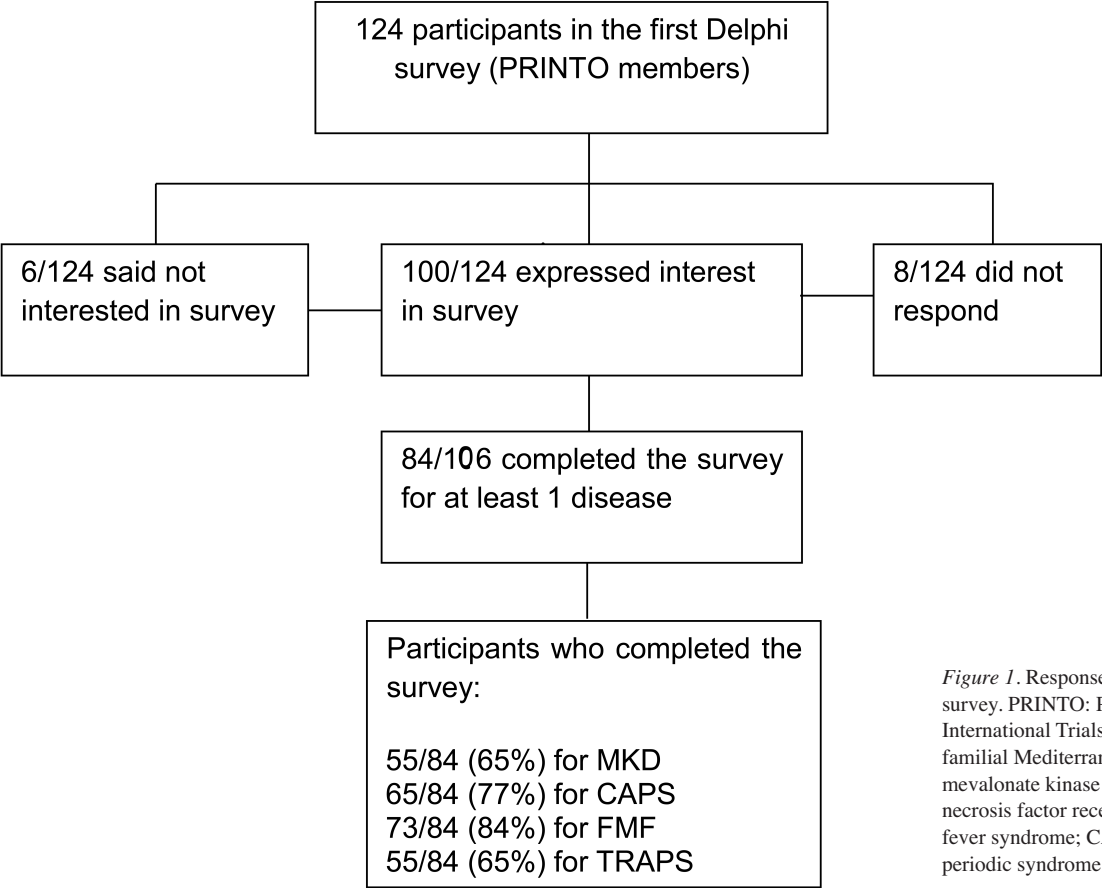 124 participants in the first Delphi
survey (PRINTO members)
6/124 said not
interested in survey
100/124 expressed interest
in survey
8/124 did not
respond
84/106 completed the survey
for at least 1 disease
Participants who completed the
survey:
55/84 (65%) for MKD
65/84 (77%) for CAPS
73/84 (84%) for FMF
55/84 (65%) for TRAPS
Figure 1. Response
survey. PRINTO:
International Trials
familial
mevalonate kinase
necrosis factor
fever syndrome;
periodic syndrome